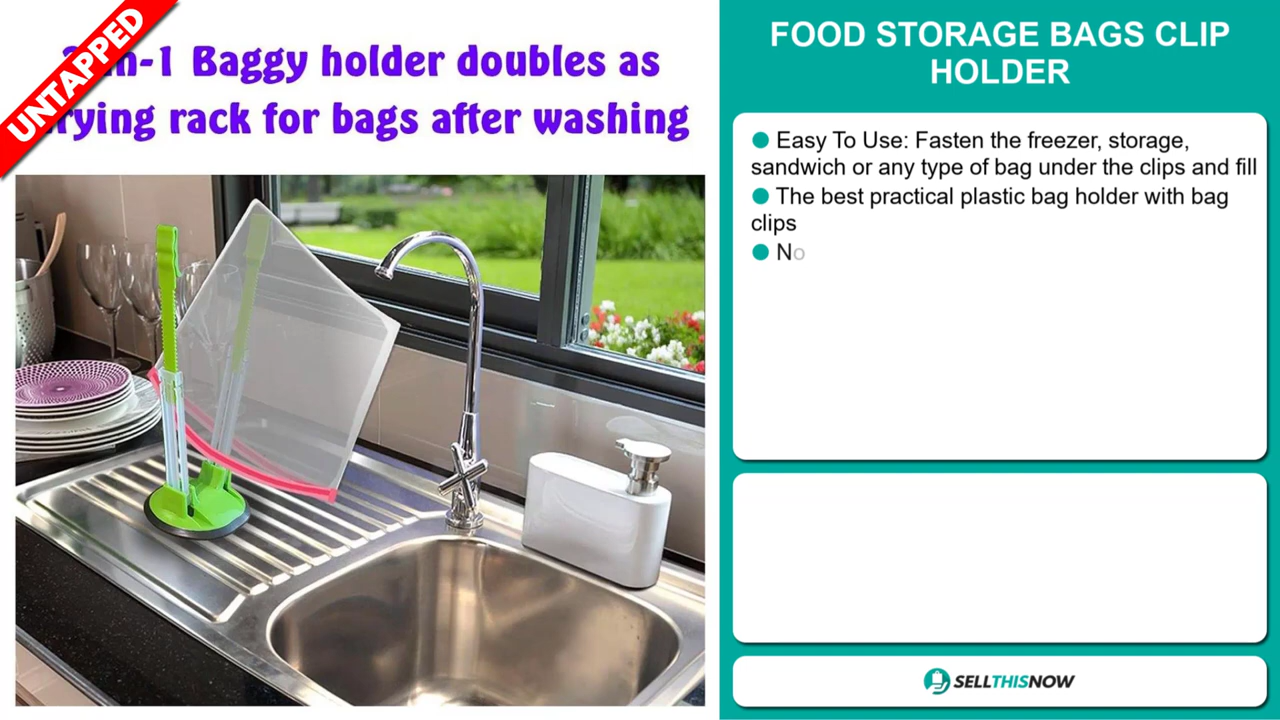 UNTAPPED
n-1 Baggy holder doubles as
rying rack for bags after washing
FOOD STORAGE BAGS CLIP
HOLDER
● Easy To Use: Fasten the freezer, storage,
sandwich or any type of bag under the clips and fill
● The best practical plastic bag holder with bag
clips
● No
SELLTHISNOW